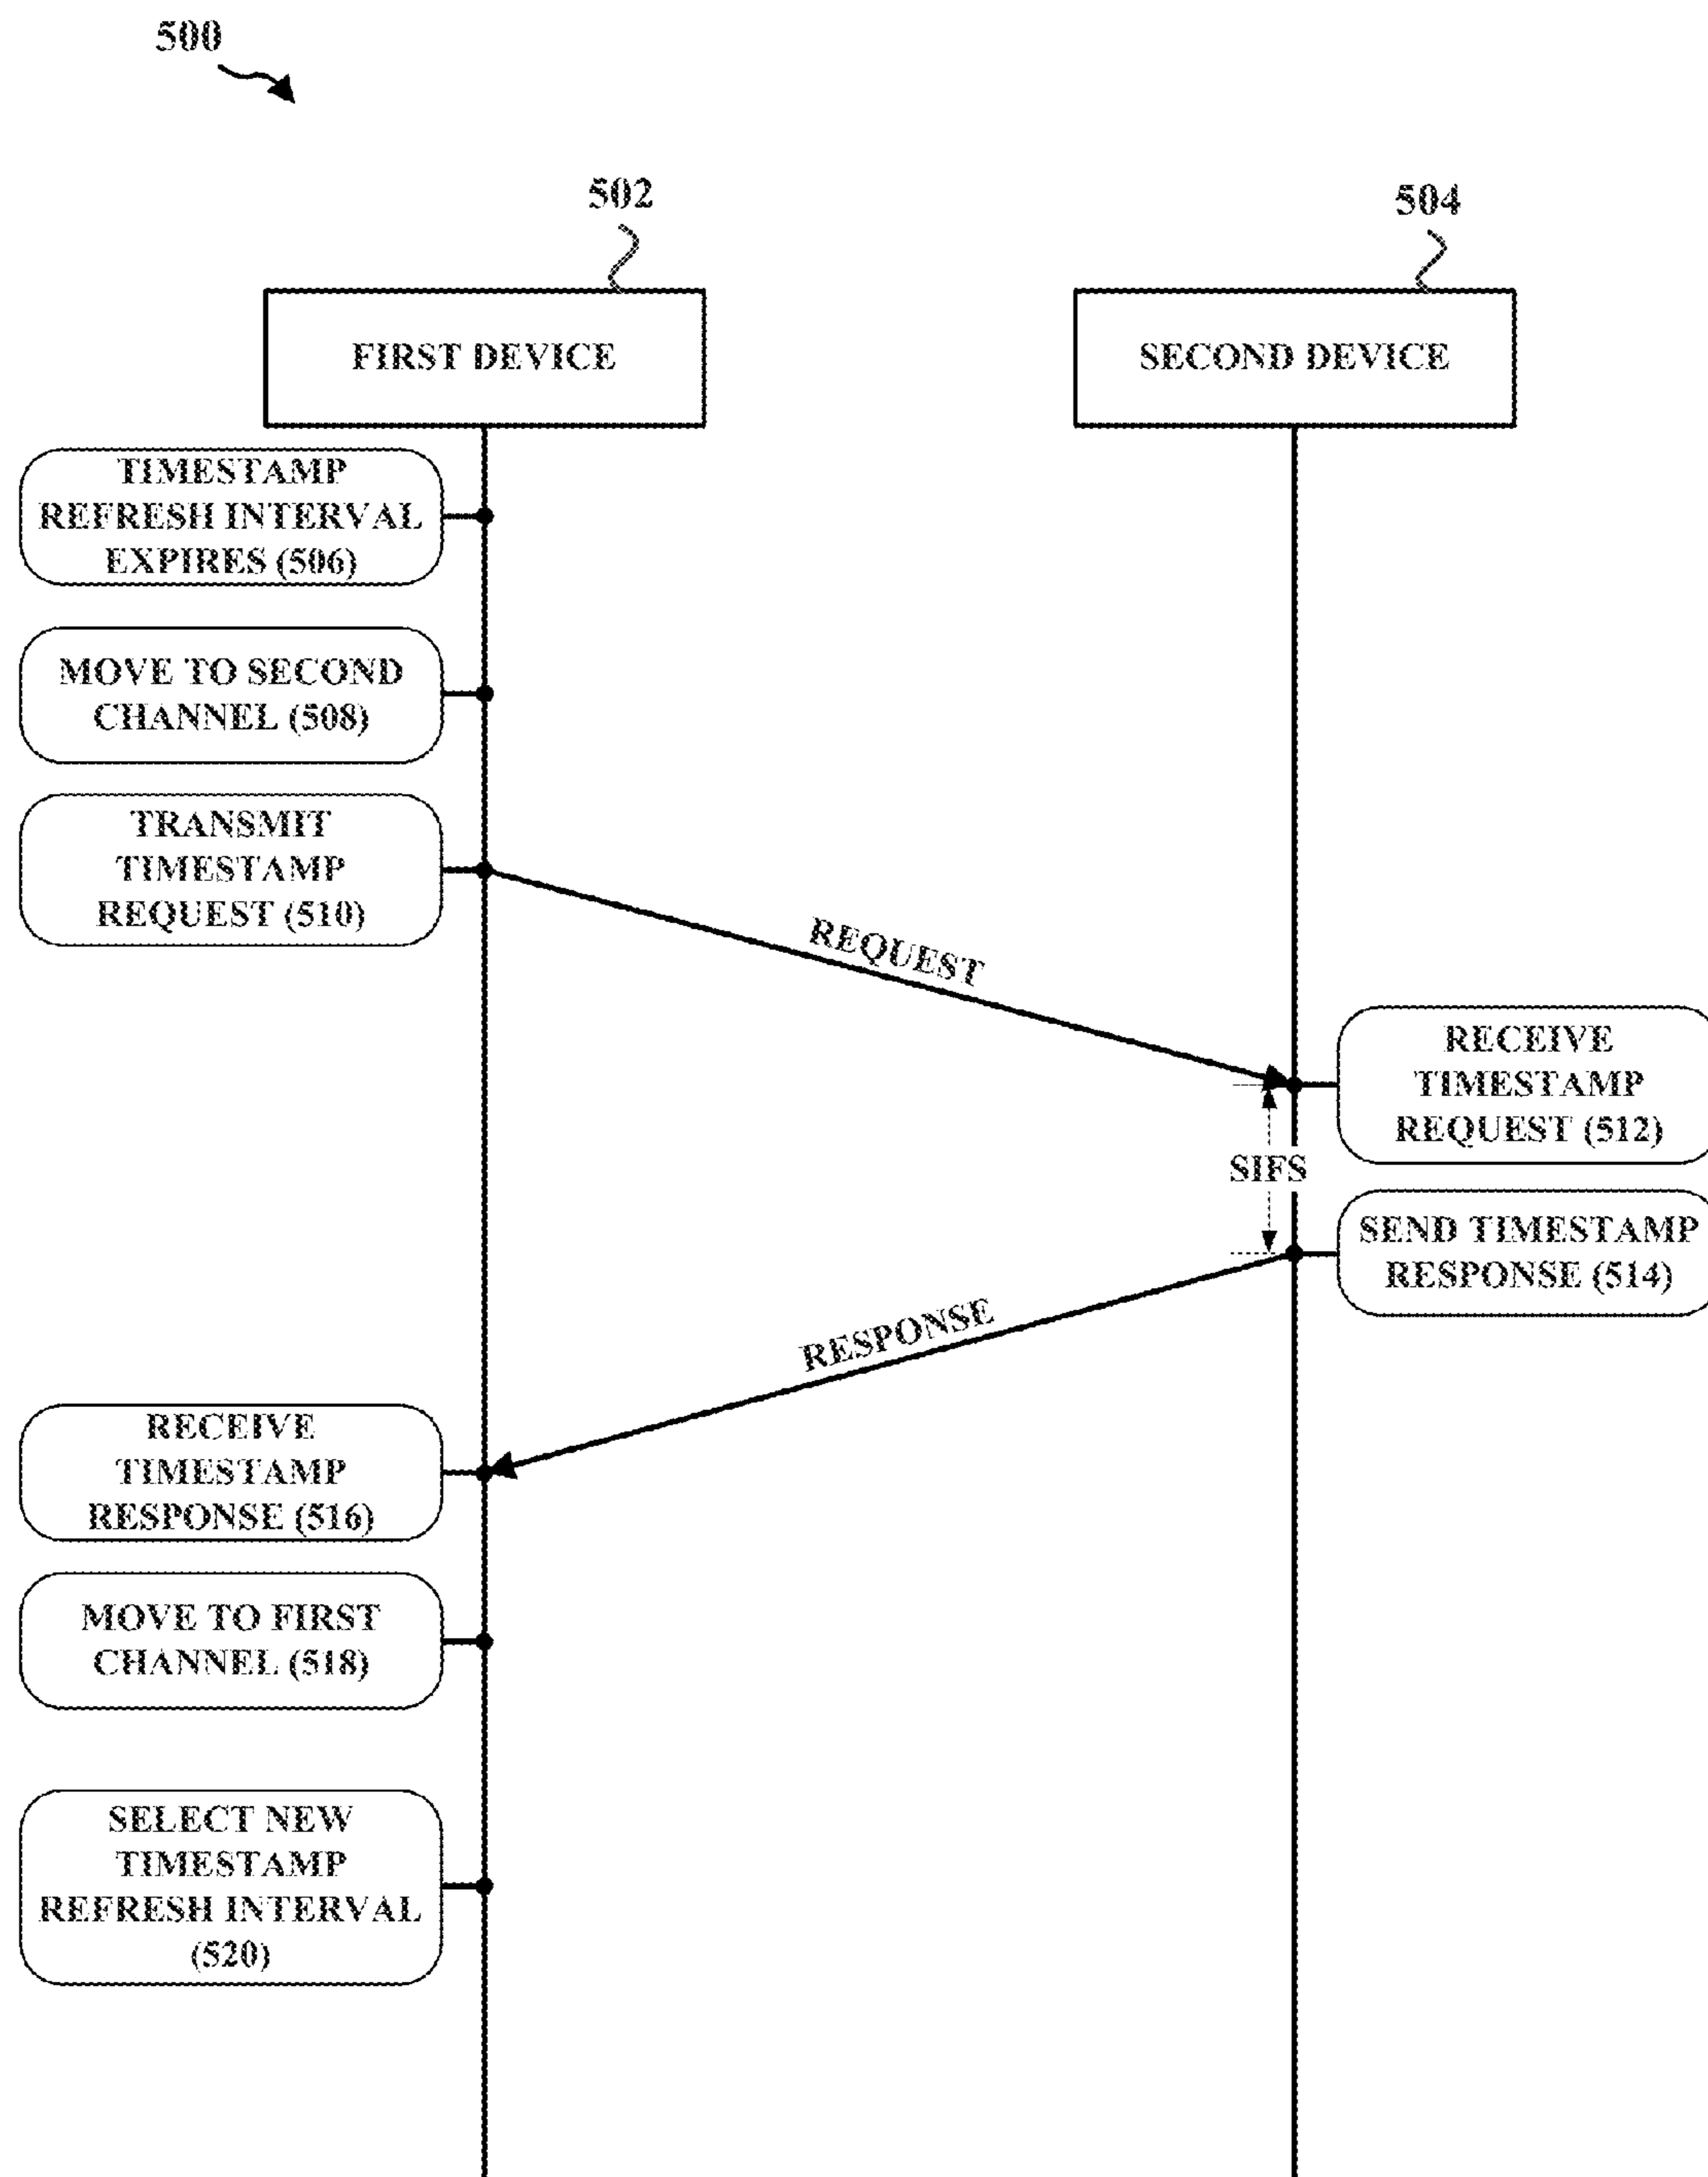 500
502
504
FIRST DEVICE
SECOND DEVICE
TIMESTAMP
REFRESH INTERVAL
EXPIRES (506)
MOVE TO SECOND
CHANNEL (508)
TRANSMIT
TIMESTAMP
REQUEST (510)
REQUEST
RECEIVE
TIMESTAMP
REQUEST (512)
SIFS
SEND TIMESTAMP
RESPONSE (514)
RESPONSE
RECEIVE
TIMESTAMP
RESPONSE (516)
MOVE TO FIRST
CHANNEL (518)
SELECT NEW
TIMESTAMP
REFRESH INTERVAL
(520)